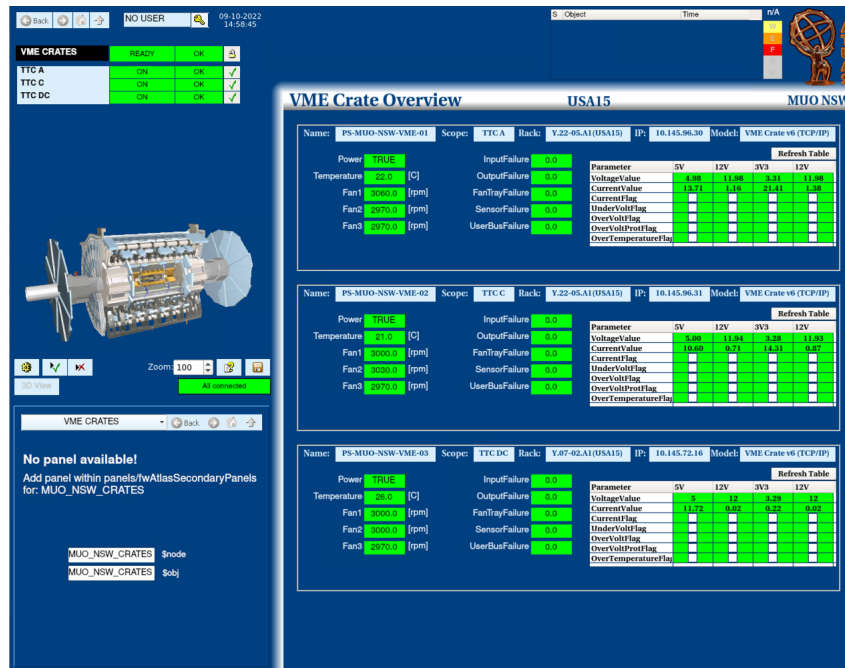 Back
NO USER
09-10-2022
14:58:45
S Object Time
n/A
W
E
F
VME CRATES READY OK
TTC A ON OK
TTC C ON OK
TTC DC ON OK
VME Crate Overview USA15 MUO NSW
Name: PS-MUO-NSW-VME-01 Scope: TTC A Rack: Y.22-05.A1(USA15) IP: 10.145.96.30 Model: VME Crate v6 (TCP/IP)
Refresh Table
Power TRUE InputFailure 0.0
Temperature 22.0 [C] OutputFailure 0.0
Fan1 3060.0 [rpm] FanTrayFailure 0.0
Fan2 2970.0 [rpm] SensorFailure 0.0
Fan3 2970.0 [rpm] UserBusFailure 0.0
Parameter 5V 12V 3V3 12V
VoltageValue 4.98 11.98 3.31 11.98
CurrentValue 13.71 1.16 21.41 1.38
CurrentFlag
UnderVoltFlag
OverVoltFlag
OverVoltProtFlag
OverTemperatureFlag
Name: PS-MUO-NSW-VME-02 Scope: TTC C Rack: Y.22-05.A1(USA15) IP: 10.145.96.31 Model: VME Crate v6 (TCP/IP)
Refresh Table
Power TRUE InputFailure 0.0
Temperature 21.0 [C] OutputFailure 0.0
Fan1 3000.0 [rpm] FanTrayFailure 0.0
Fan2 3030.0 [rpm] SensorFailure 0.0
Fan3 2970.0 [rpm] UserBusFailure 0.0
Parameter 5V 12V 3V3 12V
VoltageValue 5.00 11.94 3.28 11.93
CurrentValue 10.60 0.71 14.31 0.87
CurrentFlag
UnderVoltFlag
OverVoltFlag
OverVoltProtFlag
OverTemperatureFlag
Name: PS-MUO-NSW-VME-03 Scope: TTC DC Rack: Y.07-02.A1(USA15) IP: 10.145.72.16 Model: VME Crate v6 (TCP/IP)
Refresh Table
Power TRUE InputFailure 0.0
Temperature 26.0 [C] OutputFailure 0.0
Fan1 3000.0 [rpm] FanTrayFailure 0.0
Fan2 3000.0 [rpm] SensorFailure 0.0
Fan3 2970.0 [rpm] UserBusFailure 0.0
Parameter 5V 12V 3V3 12V
VoltageValue 5 12 3.29 12
CurrentValue 11.72 0.02 0.22 0.02
CurrentFlag
UnderVoltFlag
OverVoltFlag
OverVoltProtFlag
OverTemperatureFlag
Zoom: 100
3D View
All connected
VME CRATES Back
No panel available!
Add panel within panels/fwAtlasSecondaryPanels
for: MUO_NSW_CRATES
MUO_NSW_CRATES $node
MUO_NSW_CRATES $obj